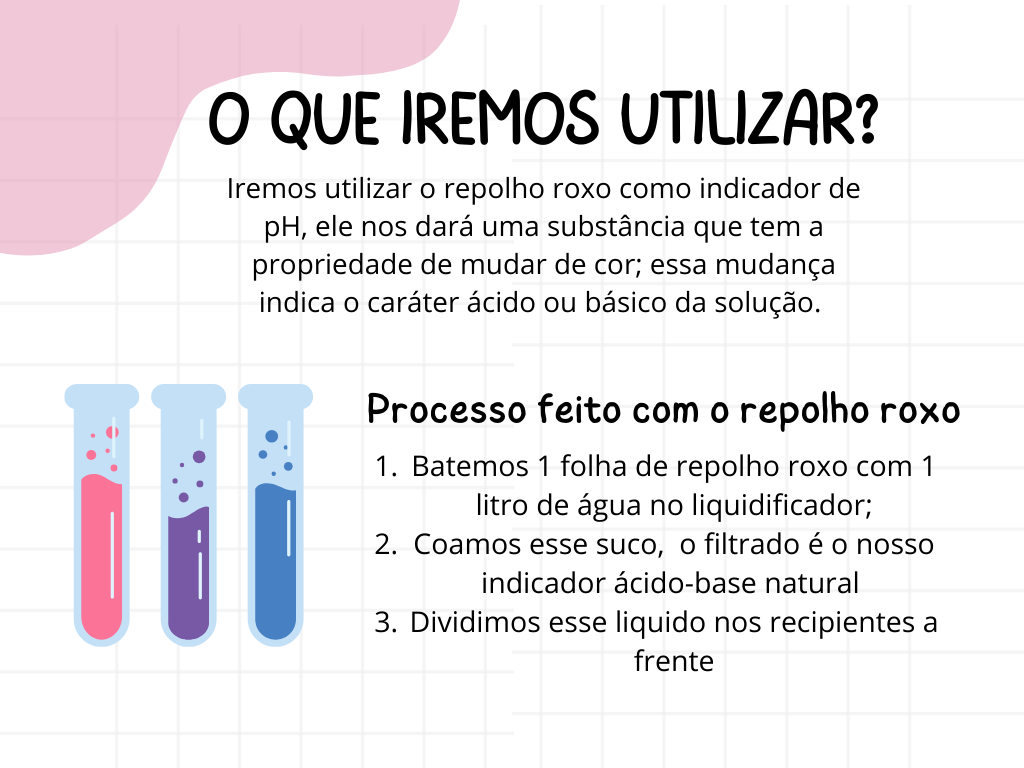 O QUE IREMOS UTILIZAR?
Iremos utilizar o repolho roxo como indicador de
pH, ele nos dará uma substância que tem a
propriedade de mudar de cor; essa mudança
indica o caráter ácido ou básico da solução.
Processo feito com o repolho roxo
1. Batemos 1 folha de repolho roxo com 1
litro de água no liquidificador;
2. Coamos esse suco, o filtrado é o nosso
indicador ácido-base natural
3. Dividimos esse liquido nos recipientes a
frente